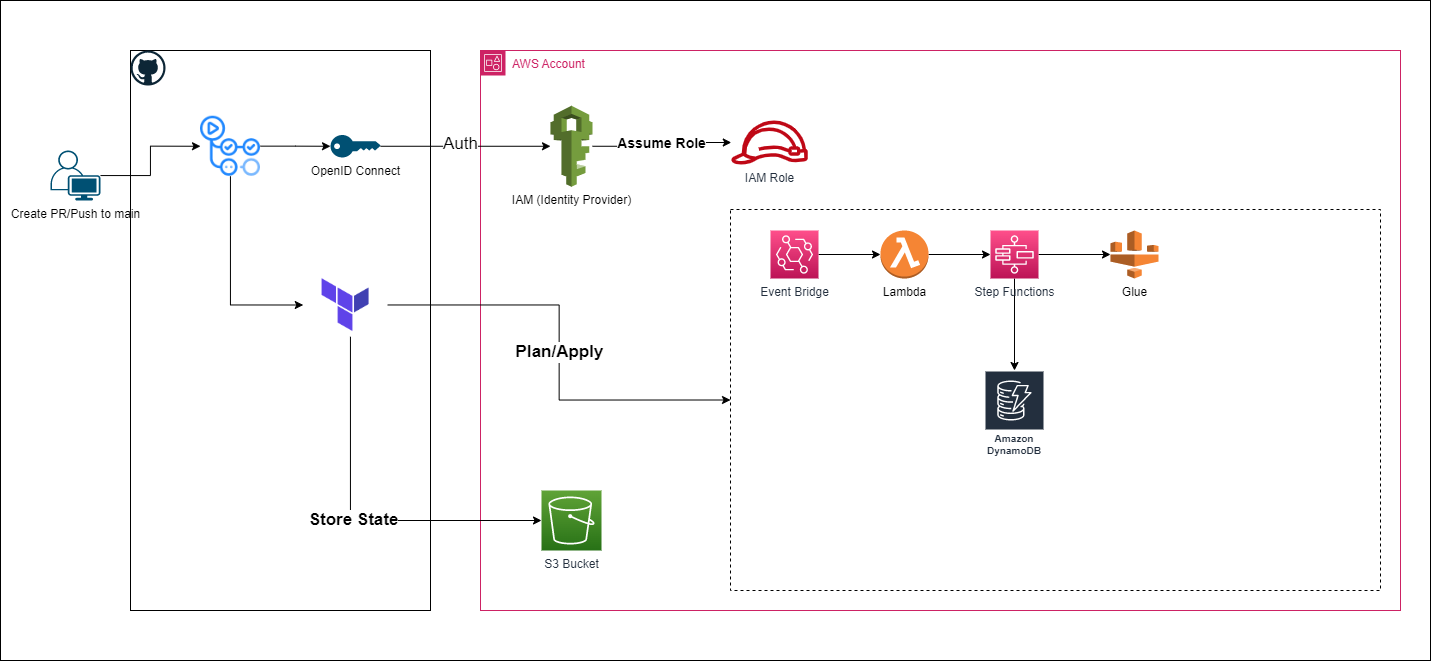 AWS Account
Auth
Assume Role
OpenID Connect
IAM Role
IAM (Identity Provider)
Create PR/Push to main
Event Bridge
Lambda
Step Functions
Glue
Plan/Apply
Amazon
DynamoDB
Store State
S3 Bucket